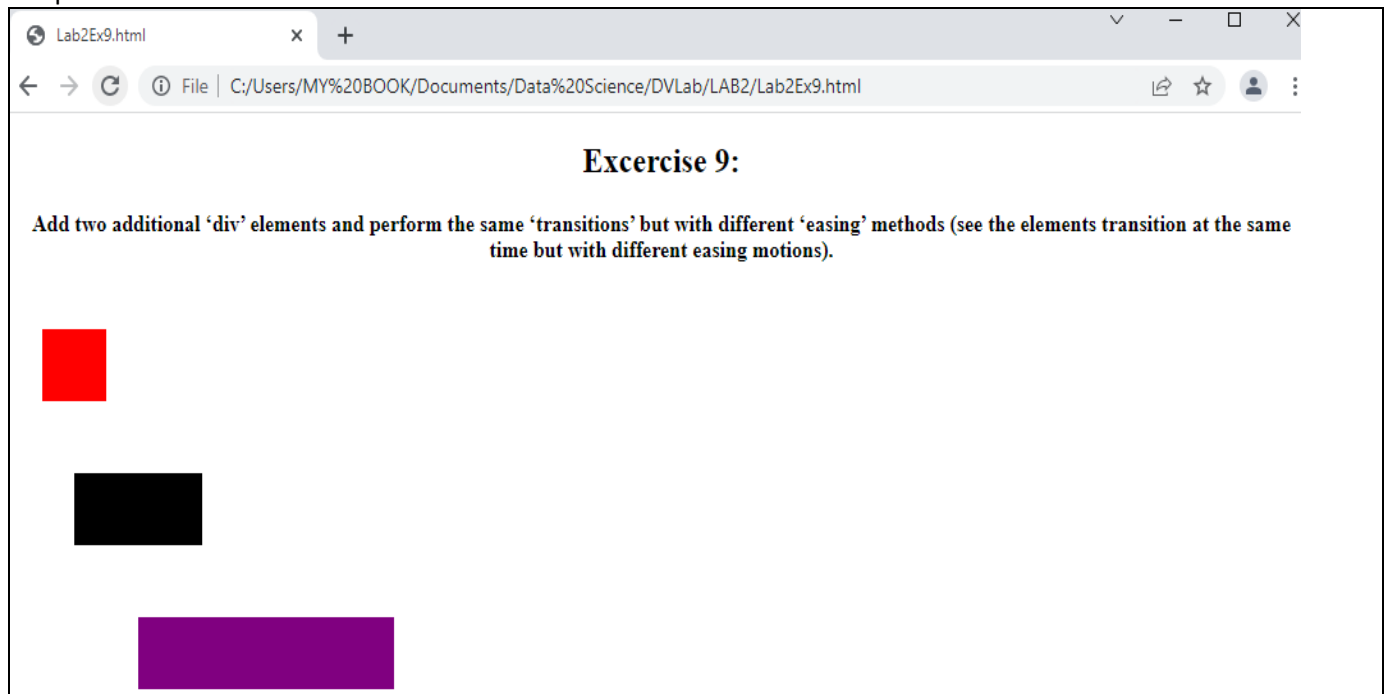 Lab2Ex9.html
File | C:/Users/MY%20BOOK/Documents/Data%20Science/DVLab/LAB2/Lab2Ex9.html
Excercise 9:
Add two additional ‘div’ elements and perform the same ‘transitions’ but with different ‘easing’ methods (see the elements transition at the same
time but with different easing motions).